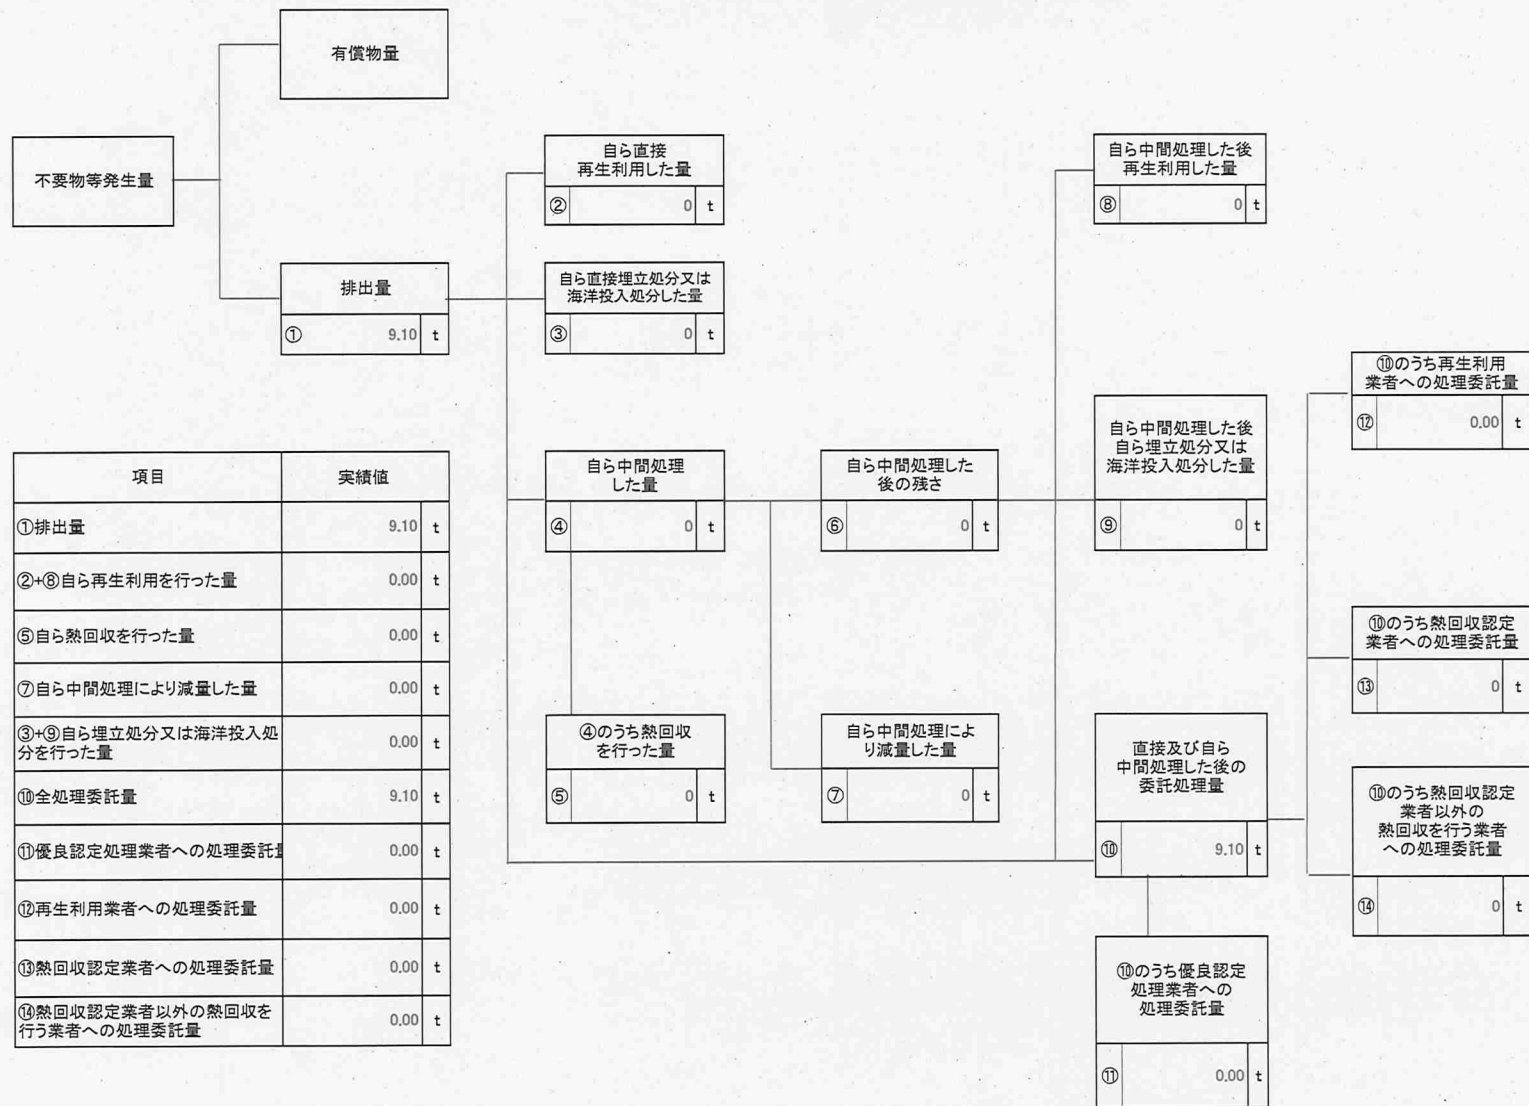 有償物量
不要物等発生量
排出量
① 9.10 t
自ら直接
再生利用した量
② 0 t
自ら直接埋立処分又は
海洋投入処分した量
③ 0 t
自ら中間処理
した量
④ 0 t
④のうち熱回収
を行った量
⑤ 0 t
自ら中間処理した
後の残さ
⑥ 0 t
自ら中間処理によ
り減量した量
⑦ 0 t
自ら中間処理した後
再生利用した量
⑧ 0 t
自ら中間処理した後
自ら埋立処分又は
海洋投入処分した量
⑨ 0 t
直接及び自ら
中間処理した後の
委託処理量
⑩ 9.10 t
⑩のうち優良認定
処理業者への
処理委託量
⑪ 0.00 t
⑩のうち再生利用
業者への処理委託量
⑫ 0.00 t
⑩のうち熱回収認定
業者への処理委託量
⑬ 0 t
⑩のうち熱回収認定
業者以外の
熱回収を行う業者
への処理委託量
⑭ 0 t
項目 実績値
①排出量 9.10 t
②+⑧自ら再生利用を行った量 0.00 t
⑤自ら熱回収を行った量 0.00 t
⑦自ら中間処理により減量した量 0.00 t
③+⑨自ら埋立処分又は海洋投入処
分を行った量 0.00 t
⑩全処理委託量 9.10 t
⑪優良認定処理業者への処理委託量 0.00 t
⑫再生利用業者への処理委託量 0.00 t
⑬熱回収認定業者への処理委託量 0.00 t
⑭熱回収認定業者以外の熱回収を
行う業者への処理委託量 0.00 t